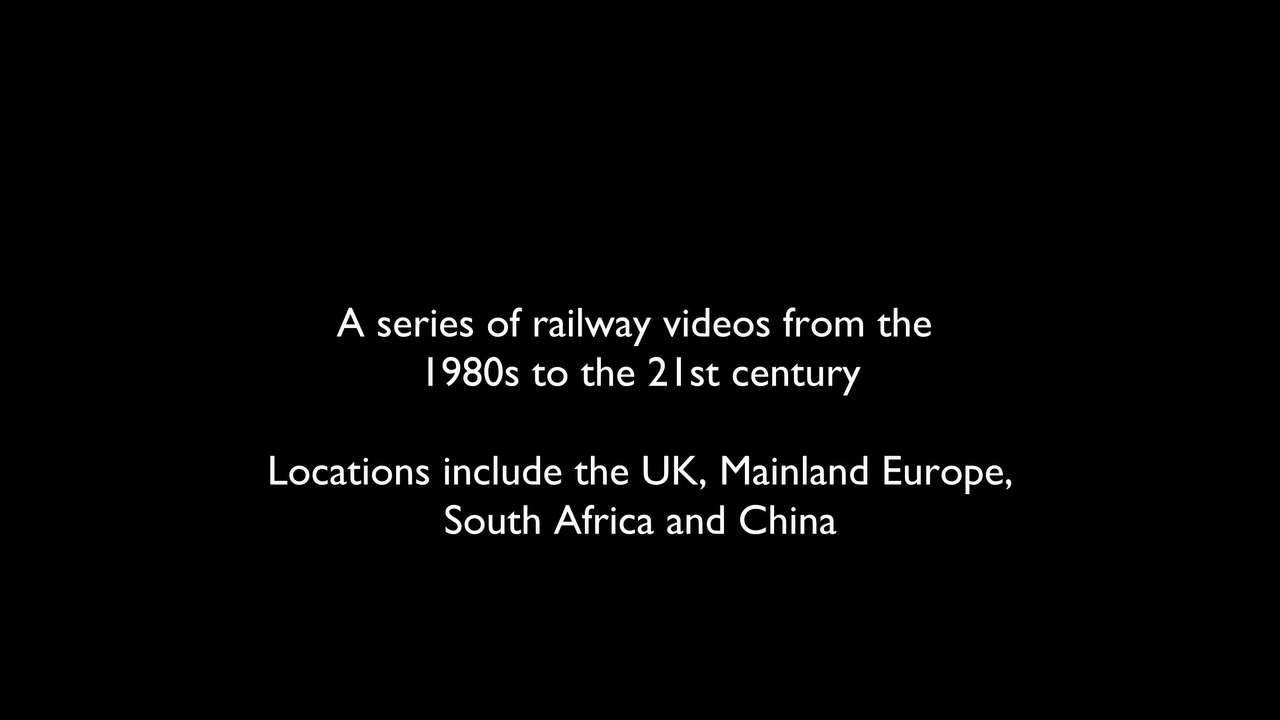 A series of railway videos from the
1980s to the 21st century
Locations include the UK, Mainland Europe,
South Africa and China